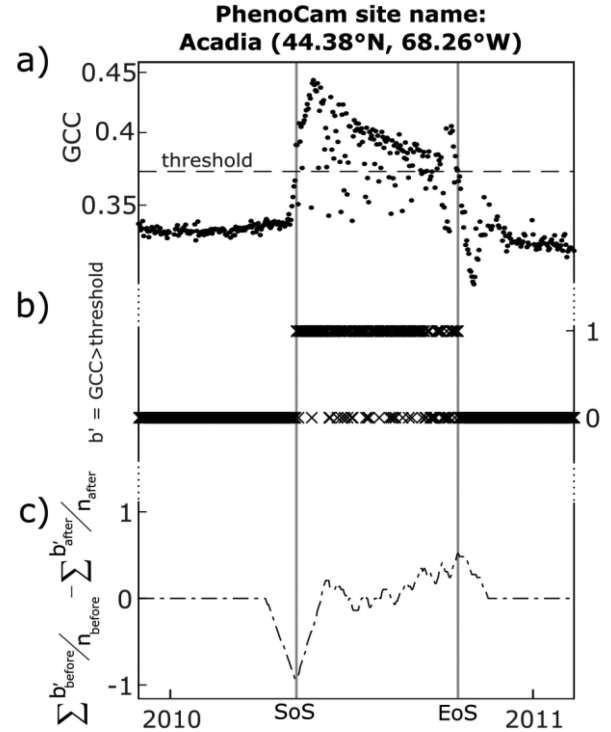 PhenoCam site name:
Acadia (44.38°N, 68.26°W)
a)
0.45
0.4
0.35
GCC
threshold
b)
b' = GCC>threshold
1
0
c)
∑ b'before/nbefore - ∑ b'after/nafter
1
0
-1
2010
SoS
EoS
2011